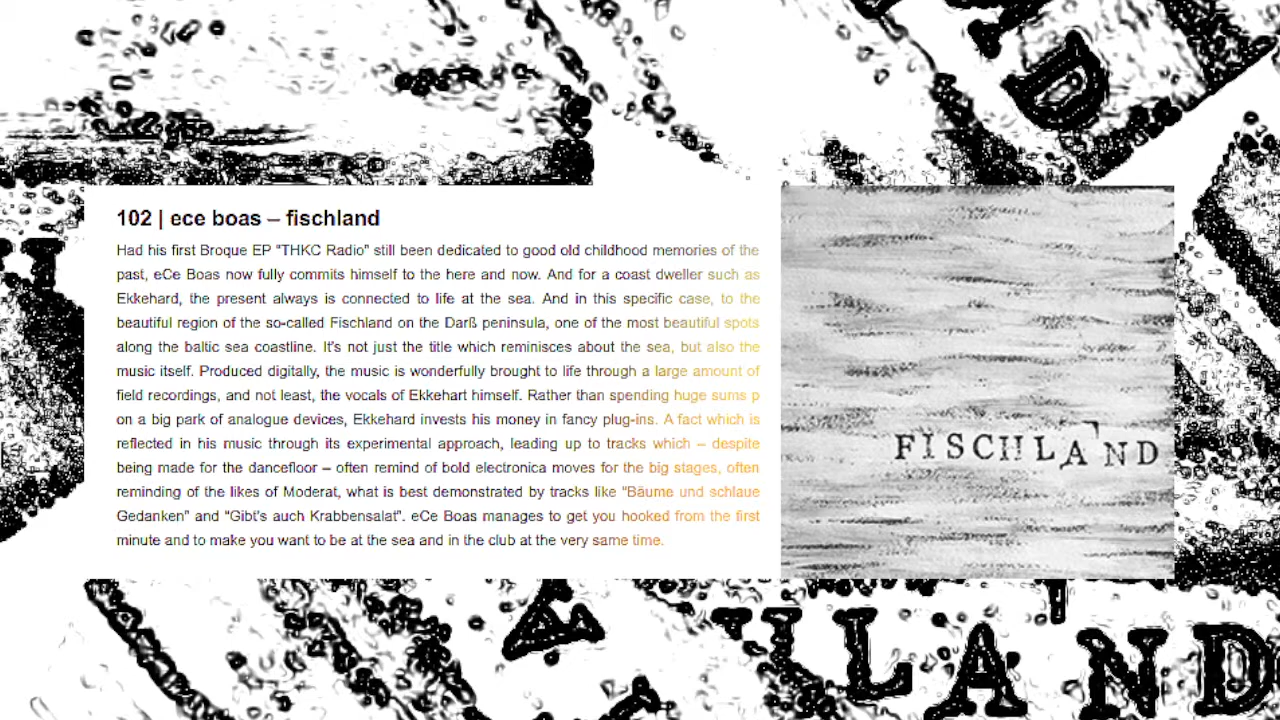 102 | ece boas – fischland
Had his first Broque EP "THKC Radio" still been dedicated to good old childhood memories of the
past, eCe Boas now fully commits himself to the here and now. And for a coast dweller such as
Ekkehard, the present always is connected to life at the sea. And in this specific case, to the
beautiful region of the so-called Fischland on the Darß peninsula, one of the most beautiful spots
along the baltic sea coastline. It's not just the title which reminisces about the sea, but also the
music itself. Produced digitally, the music is wonderfully brought to life through a large amount of
field recordings, and not least, the vocals of Ekkehart himself. Rather than spending huge sums p
on a big park of analogue devices, Ekkehard invests his money in fancy plug-ins. A fact which is
reflected in his music through its experimental approach, leading up to tracks which – despite
being made for the dancefloor – often remind of bold electronica moves for the big stages, often
reminding of the likes of Moderat, what is best demonstrated by tracks like "Bäume und schlaue
Gedanken" and "Gibt's auch Krabbensalat". eCe Boas manages to get you hooked from the first
minute and to make you want to be at the sea and in the club at the very same time.
FISCHLAND
D
LAND